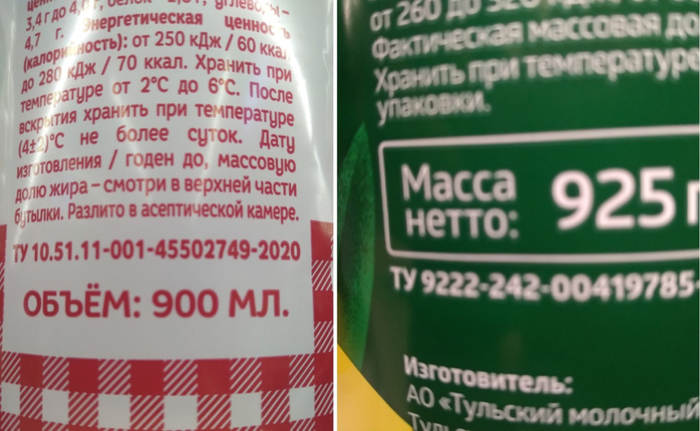 3,4 г до 4,0 г, белок - 2,8 г, углеводы -
4,7 г. Энергетическая ценность
(калорийность): от 250 кДж / 60 ккал
до 280 кДж / 70 ккал. Хранить при
температуре от 2°С до 6°С. После
вскрытия хранить при температуре
(4±2)°С не более суток. Дату
изготовления / годен до, массовую
долю жира – смотри в верхней части
бутылки. Разлито в асептической камере.
ТУ 10.51.11-001-45502749-2020
ОБЪЁМ: 900 МЛ.
от 260 до
Фактическая массовая до
Хранить при температуре
упаковки.
Масса
нетто: 925 г
ТУ 9222-242-00419785-
Изготовитель:
АО «Тульский молочный
Тульс